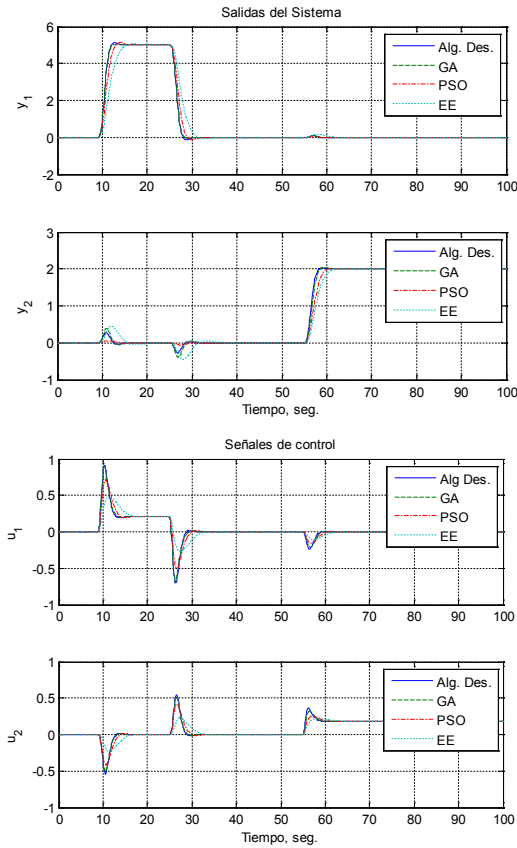 Salidas del Sistema
6
4
2
0
-2
y1
Alg. Des.
GA
PSO
EE
0 10 20 30 40 50 60 70 80 90 100
3
2
1
0
-1
y2
Alg. Des.
GA
PSO
EE
0 10 20 30 40 50 60 70 80 90 100
Tiempo, seg.
Señales de control
1
0.5
0
-0.5
-1
u1
Alg Des.
GA
PSO
EE
0 10 20 30 40 50 60 70 80 90 100
1
0.5
0
-0.5
-1
u2
Alg. Des.
GA
PSO
EE
0 10 20 30 40 50 60 70 80 90 100
Tiempo, seg.